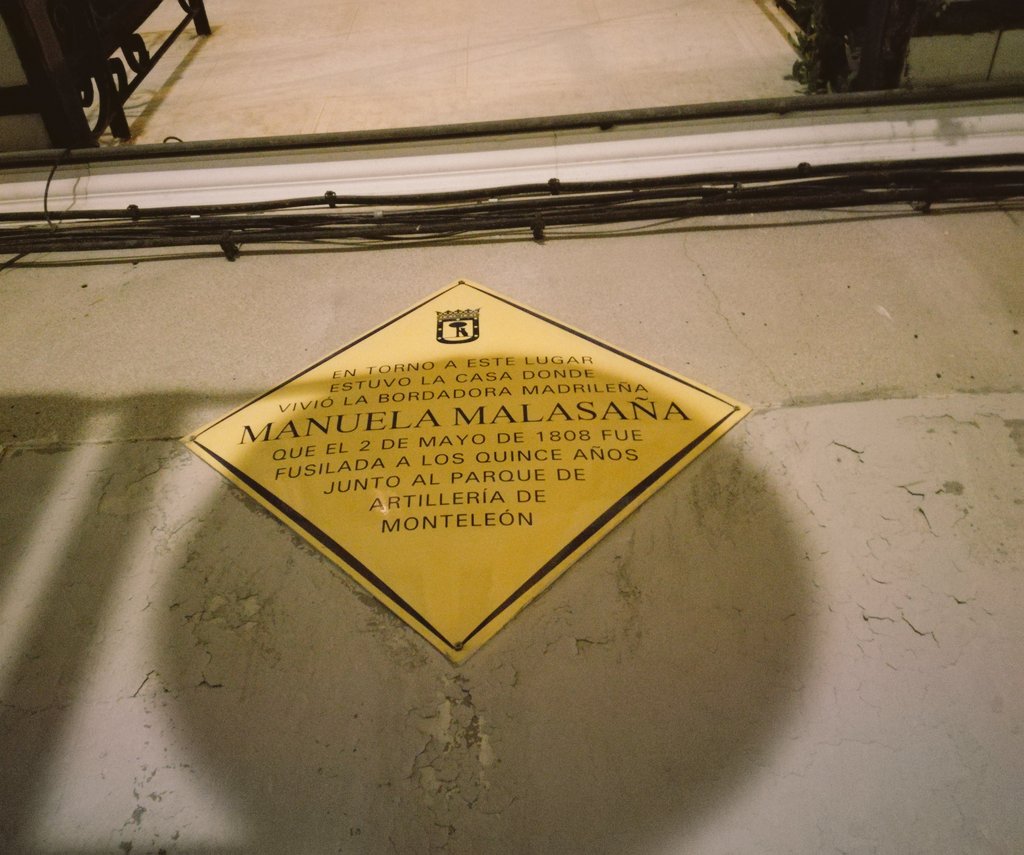 EN TORNO A ESTE LUGAR
ESTUVO LA CASA DONDE
VIVIÓ LA BORDADORA MADRILEÑA
MANUELA MALASAÑA
QUE EL 2 DE MAYO DE 1808 FUE
FUSILADA A LOS QUINCE AÑOS
JUNTO AL PARQUE DE
ARTILLERÍA DE
MONTELEÓN